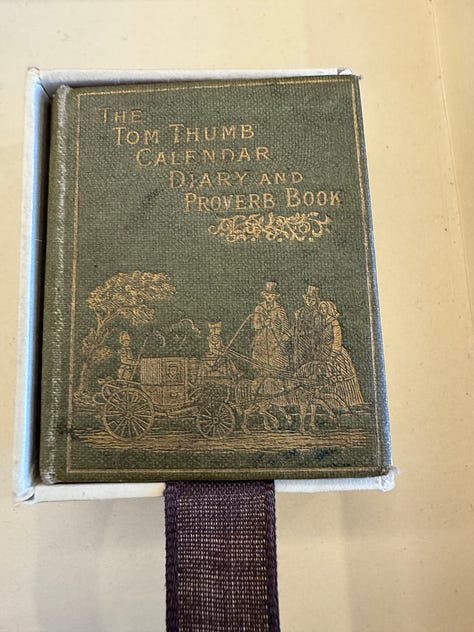 THE
TOM THUMB
CALENDAR
DIARY AND
PROVERB BOOK